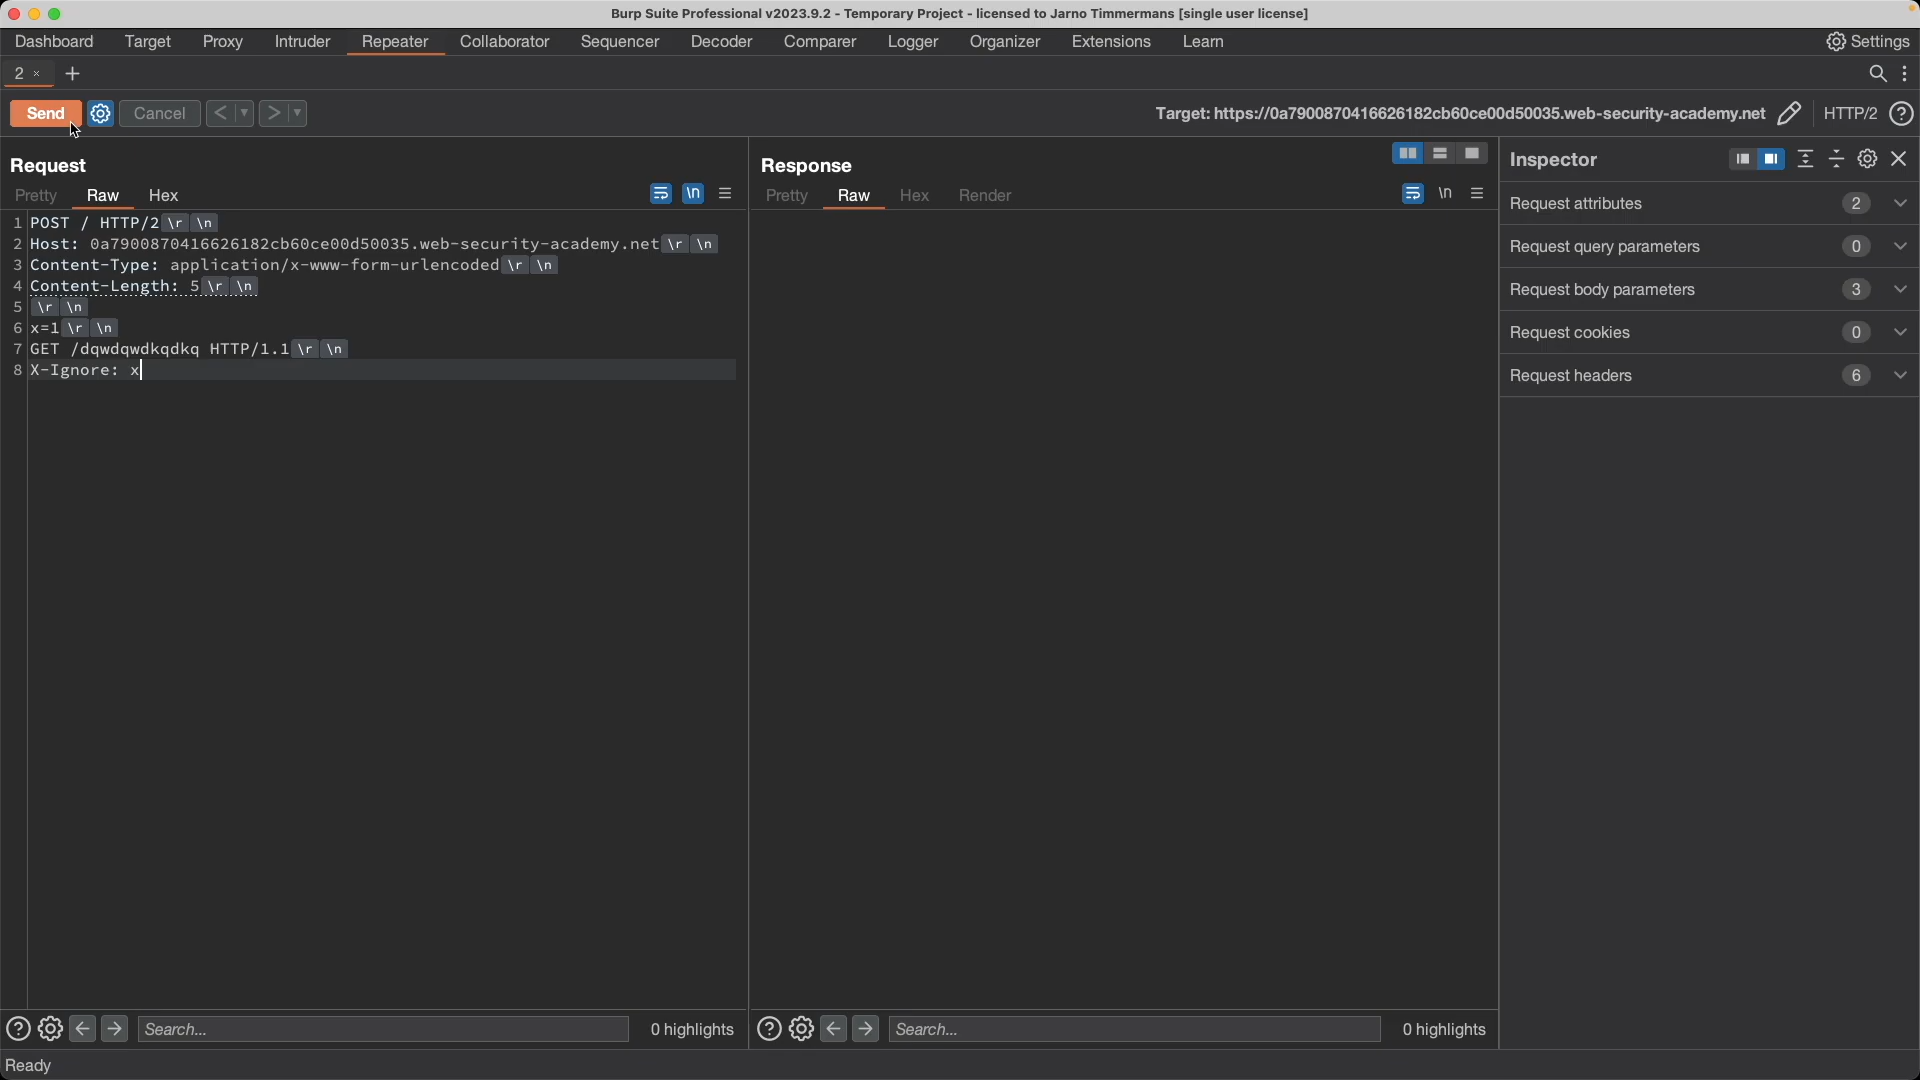 Burp Suite Professional v2023.9.2 - Temporary Project - licensed to Jarno Timmermans [single user license]
Dashboard Target Proxy Intruder Repeater Collaborator Sequencer Decoder Comparer Logger Organizer Extensions Learn Settings
2 × +
Send Cancel < > Target: https://0a7900870416626182cb60ce00d50035.web-security-academy.net HTTP/2 ?
Request
Pretty Raw Hex \n
1 POST / HTTP/2 \r \n
2 Host: 0a7900870416626182cb60ce00d50035.web-security-academy.net \r \n
3 Content-Type: application/x-www-form-urlencoded \r \n
4 Content-Length: 5 \r \n
5 \r \n
6 x=1 \r \n
7 GET /dqwdqwdkqdkq HTTP/1.1 \r \n
8 X-Ignore: x
Search... 0 highlights
Response
Pretty Raw Hex Render \n
Search... 0 highlights
Inspector
Request attributes 2
Request query parameters 0
Request body parameters 3
Request cookies 0
Request headers 6
Ready